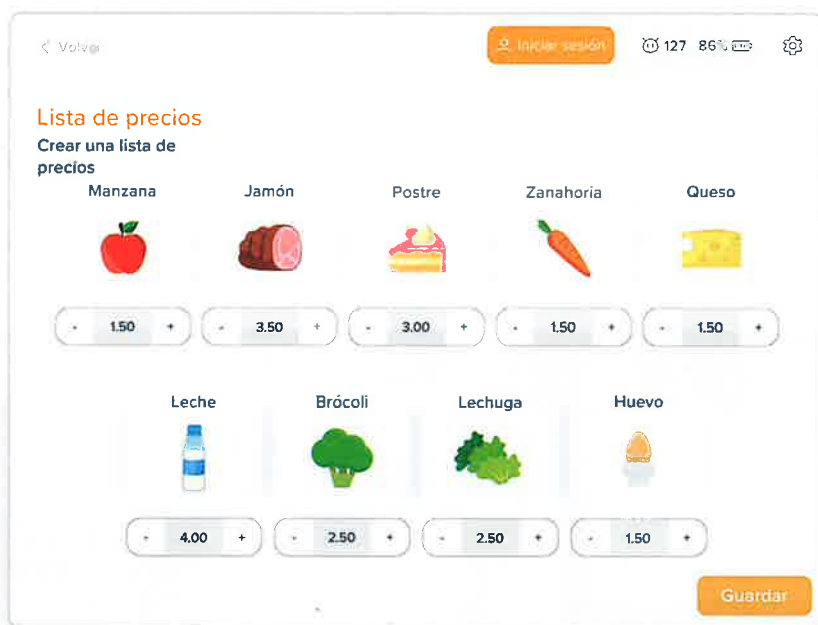 Volver
Iniciar sesión
127 86%
Lista de precios
Crear una lista de
precios
Manzana Jamón Postre Zanahoria Queso
- 1.50 + - 3.50 + - 3.00 + - 1.50 + - 1.50 +
Leche Brócoli Lechuga Huevo
- 4.00 + - 2.50 + - 2.50 + - 1.50 +
Guardar